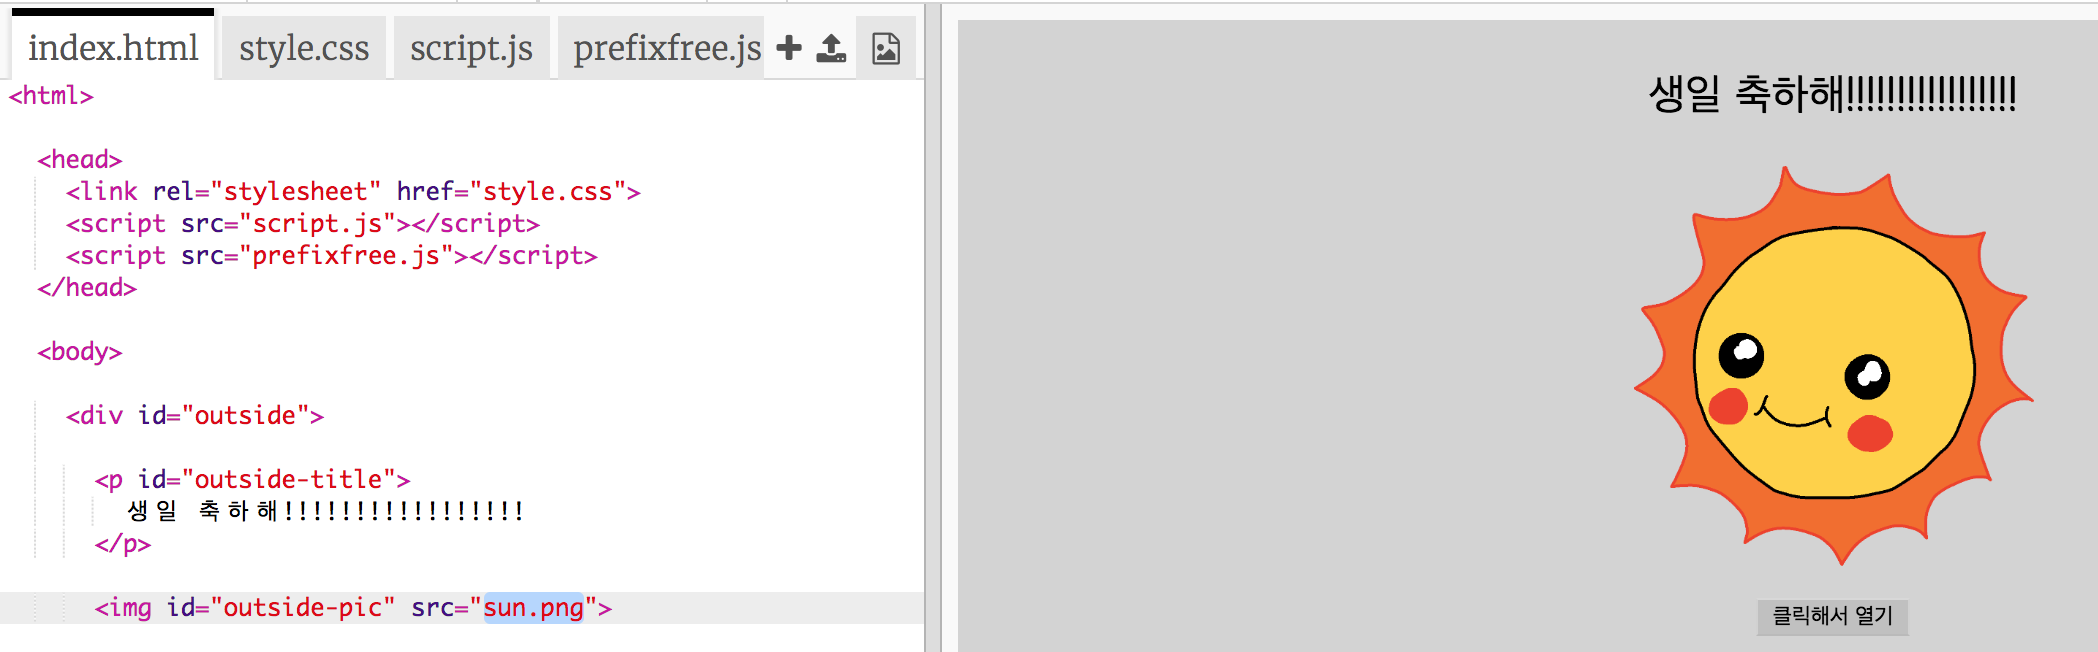 index.html style.css script.js prefixfree.js
<html>
<head>
<link rel="stylesheet" href="style.css">
<script src="script.js"></script>
<script src="prefixfree.js"></script>
</head>
<body>
<div id="outside">
<p id="outside-title">
생일 축하해!!!!!!!!!!!!!!!!!
</p>
<img id="outside-pic" src="sun.png">
생일 축하해!!!!!!!!!!!!!!!!!
클릭해서 열기